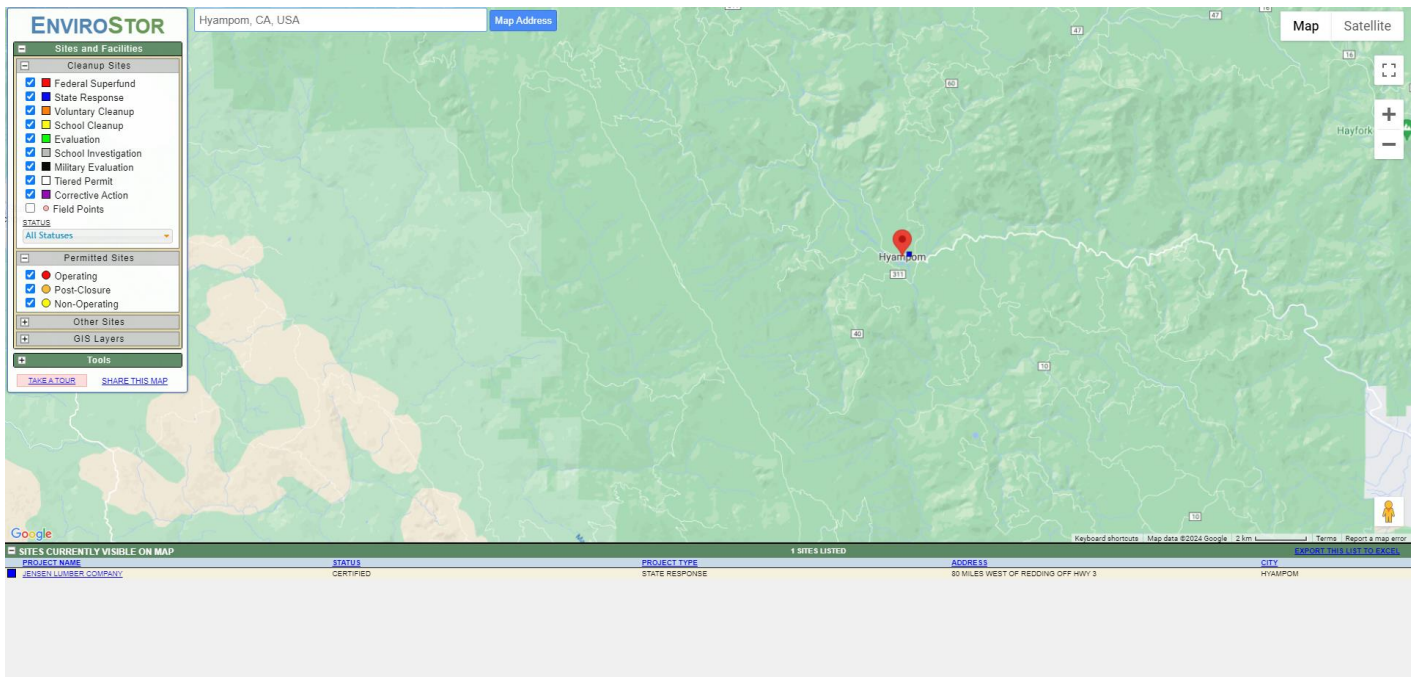 ENVIROSTOR
Sites and Facilities
Cleanup Sites
Federal Superfund
State Response
Voluntary Cleanup
School Cleanup
Evaluation
School Investigation
Military Evaluation
Tiered Permit
Corrective Action
Field Points
STATUS
All Statuses
Permitted Sites
Operating
Post-Closure
Non-Operating
Other Sites
GIS Layers
Tools
TAKE A TOUR SHARE THIS MAP
Hyampom, CA, USA Map Address
Map Satellite
47
47
16
60
Hayfork
Hyampom
311
40
10
10
Google
Keyboard shortcuts Map data ©2024 Google 2 km Terms Report a map error
SITES CURRENTLY VISIBLE ON MAP 1 SITES LISTED EXPORT THIS LIST TO EXCEL
PROJECT NAME STATUS PROJECT TYPE ADDRESS CITY
JENSEN LUMBER COMPANY CERTIFIED STATE RESPONSE 80 MILES WEST OF REDDING OFF HWY 3 HYAMPOM